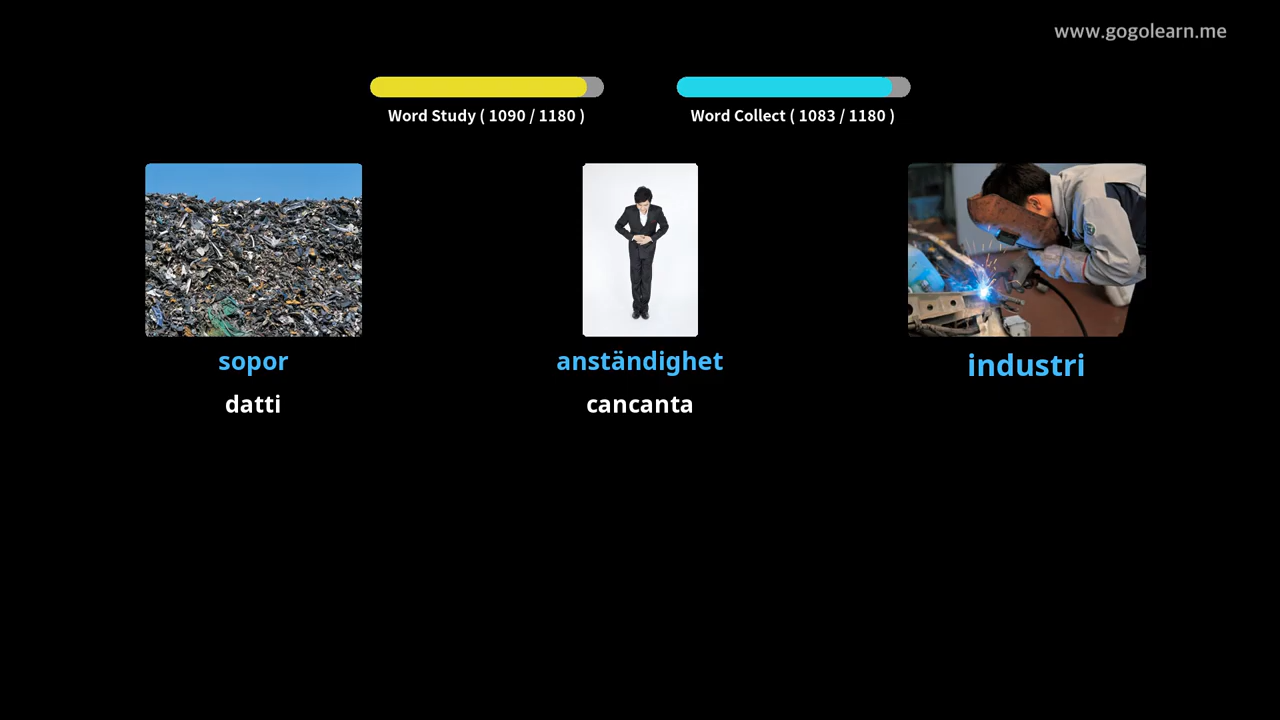 www.gogolearn.me
Word Study ( 1090 / 1180 )
Word Collect ( 1083 / 1180 )
sopor
anständighet
industri
datti
cancanta